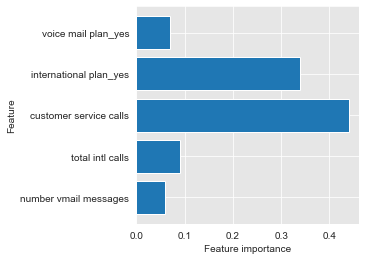 voice mail plan_yes
international plan_yes
customer service calls
total intl calls
number vmail messages
Feature
0.0 0.1 0.2 0.3 0.4
Feature importance